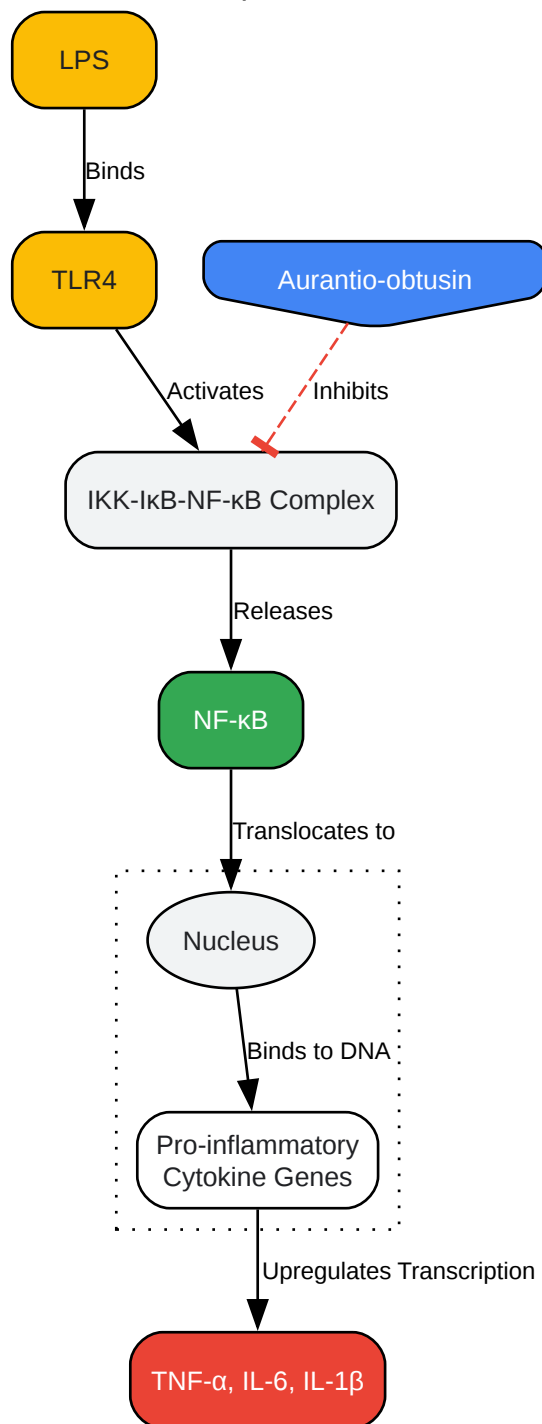 LPS
Binds
TLR4
Aurantio-obtusin
Activates
Inhibits
IKK-IκB-NF-κB Complex
Releases
NF-κB
Translocates to
Nucleus
Binds to DNA
Pro-inflammatory
Cytokine Genes
Upregulates Transcription
TNF-α, IL-6, IL-1β